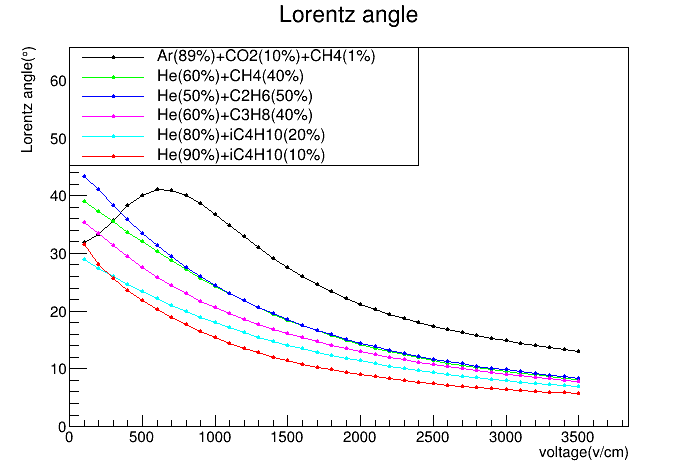 Lorentz angle
Lorentz angle(°)
Ar(89%)+CO2(10%)+CH4(1%)
He(60%)+CH4(40%)
He(50%)+C2H6(50%)
He(60%)+C3H8(40%)
He(80%)+iC4H10(20%)
He(90%)+iC4H10(10%)
60
50
40
30
20
10
0
0 500 1000 1500 2000 2500 3000 3500
voltage(v/cm)